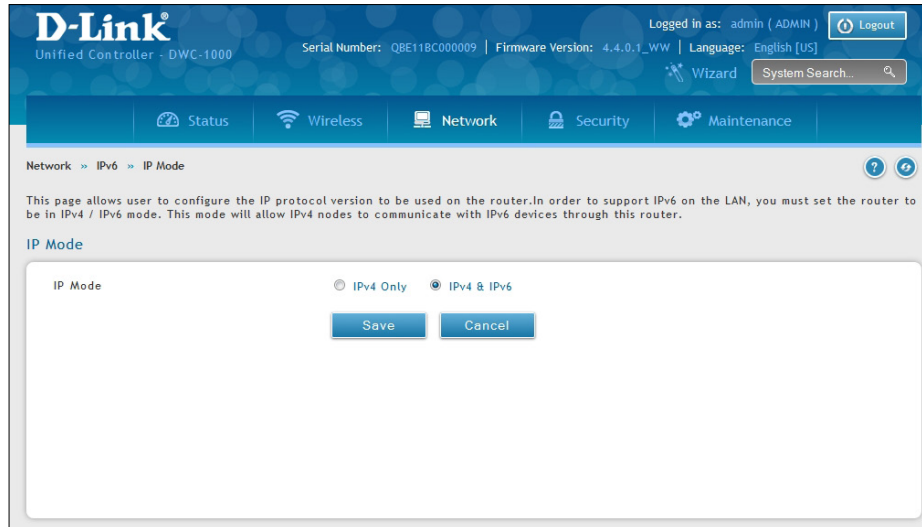 D-Link®
Unified Controller - DWC-1000
Logged in as: admin ( ADMIN )
Logout
Serial Number: QBE11BC000009 | Firmware Version: 4.4.0.1_WW | Language: English [US]
Wizard
System Search...
Status
Wireless
Network
Security
Maintenance
Network » IPv6 » IP Mode
?
This page allows user to configure the IP protocol version to be used on the router.In order to support IPv6 on the LAN, you must set the router to
be in IPv4 / IPv6 mode. This mode will allow IPv4 nodes to communicate with IPv6 devices through this router.
IP Mode
IP Mode
IPv4 Only
IPv4 & IPv6
Save
Cancel